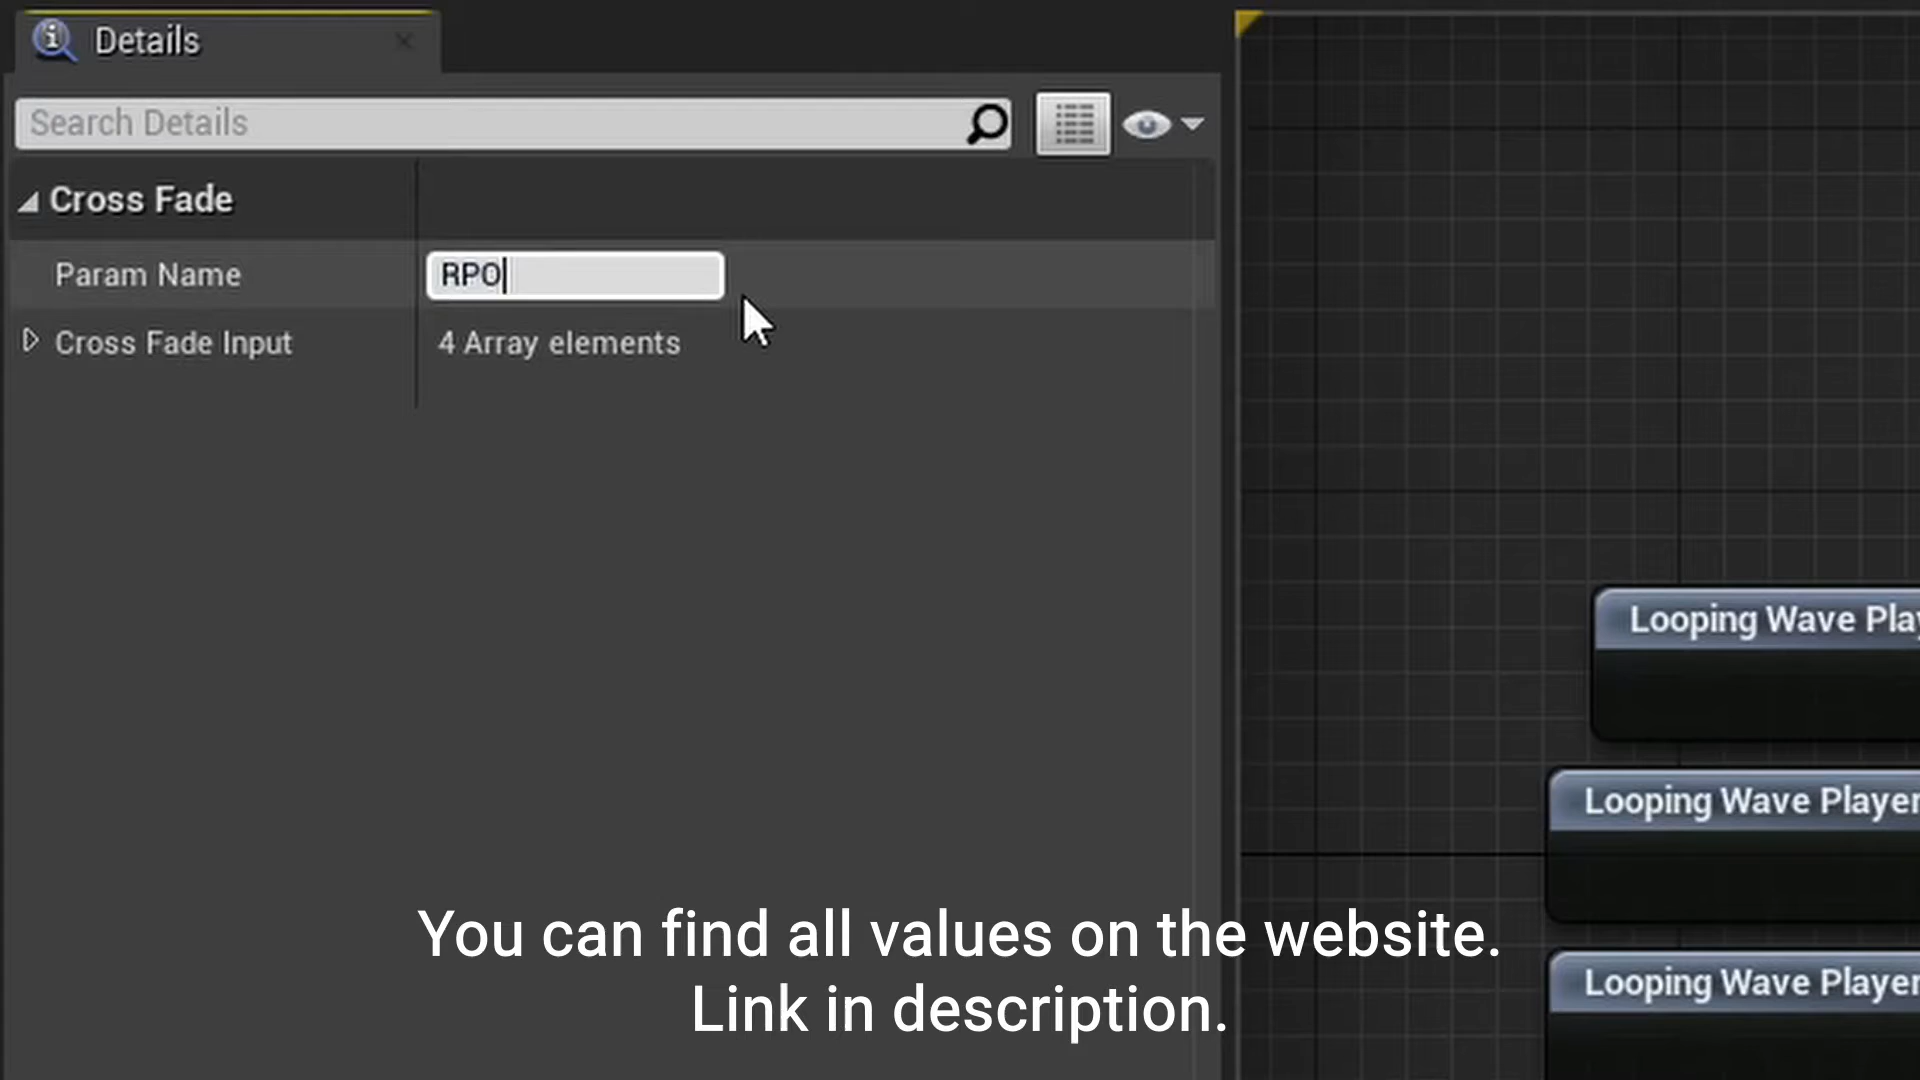 Details
Search Details
Cross Fade
Param Name RPO
Cross Fade Input 4 Array elements
Looping Wave
Looping Wave Player
Looping Wave Player
You can find all values on the website.
Link in description.